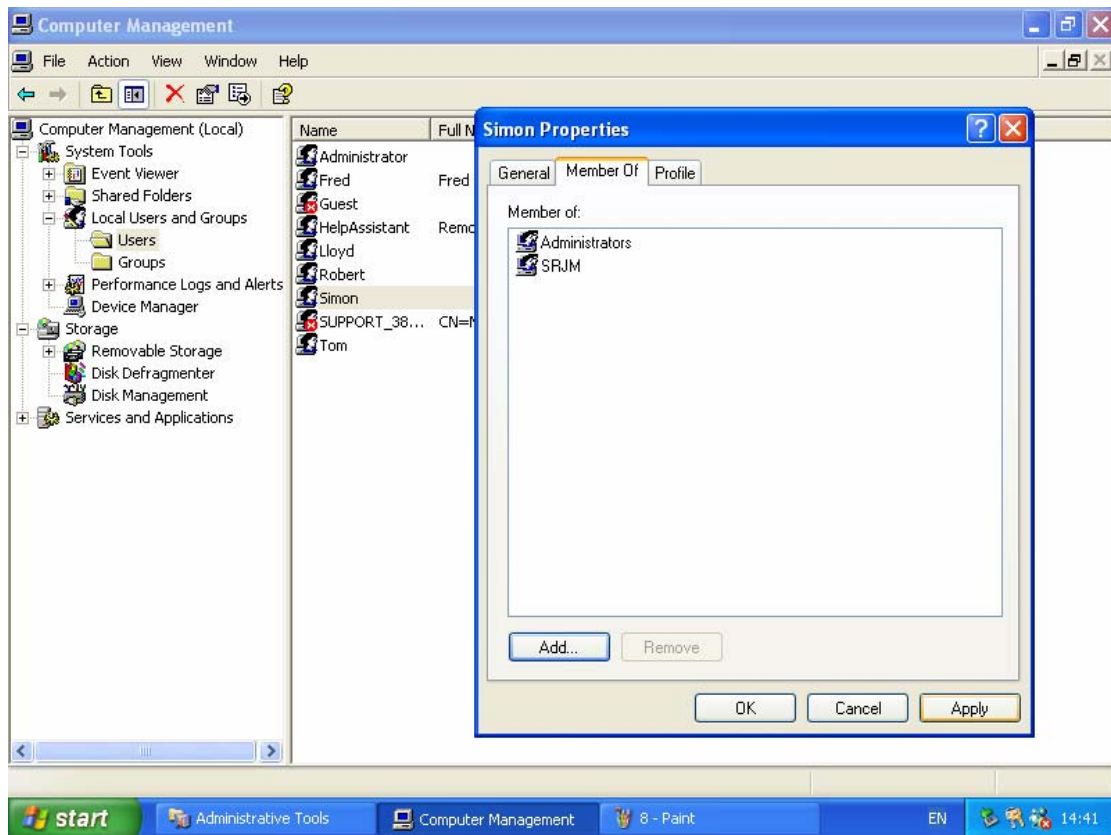 Computer Management
File Action View Window Help
Computer Management (Local)
System Tools
Event Viewer
Shared Folders
Local Users and Groups
Users
Groups
Performance Logs and Alerts
Device Manager
Storage
Removable Storage
Disk Defragmenter
Disk Management
Services and Applications
Name Full N
Administrator
Fred Fred
Guest
HelpAssistant Remo
Lloyd
Robert
Simon
SUPPORT_38... CN=M
Tom
Simon Properties
General Member Of Profile
Member of:
Administrators
SRJM
Add... Remove
OK Cancel Apply
start Administrative Tools Computer Management 8 - Paint EN 14:41